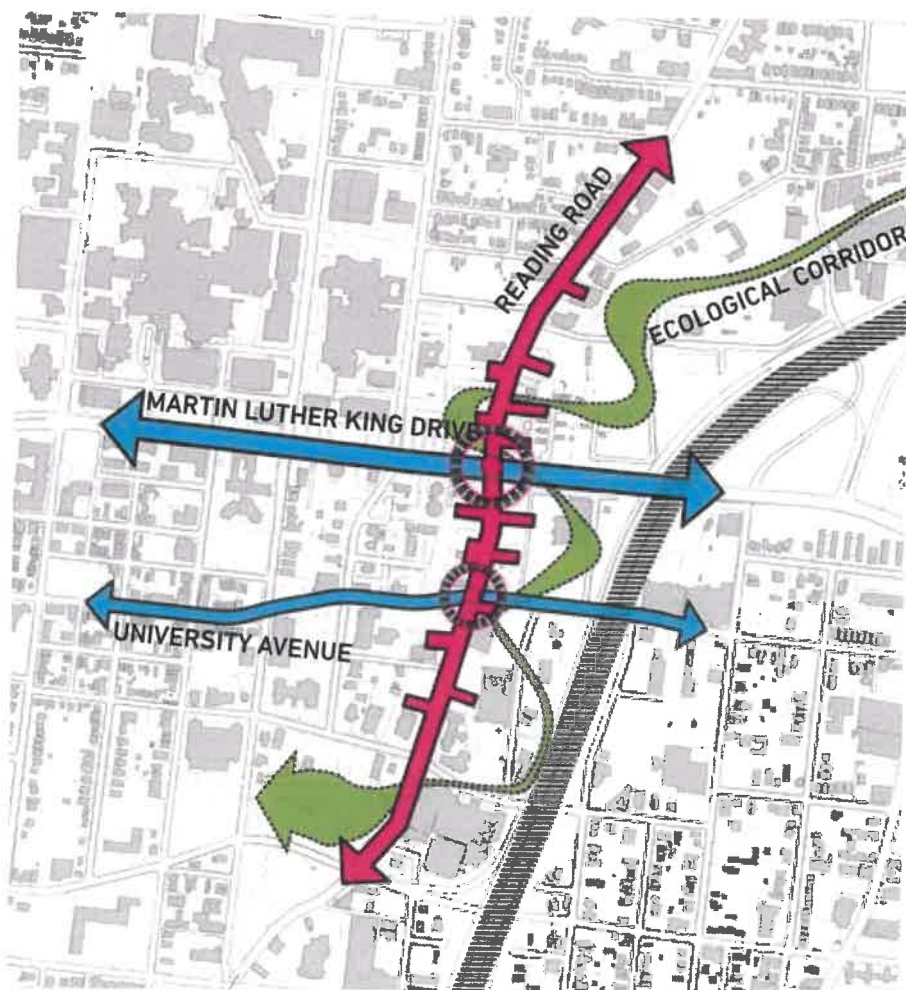 READING ROAD
ECOLOGICAL CORRIDOR
MARTIN LUTHER KING DRIVE
UNIVERSITY AVENUE